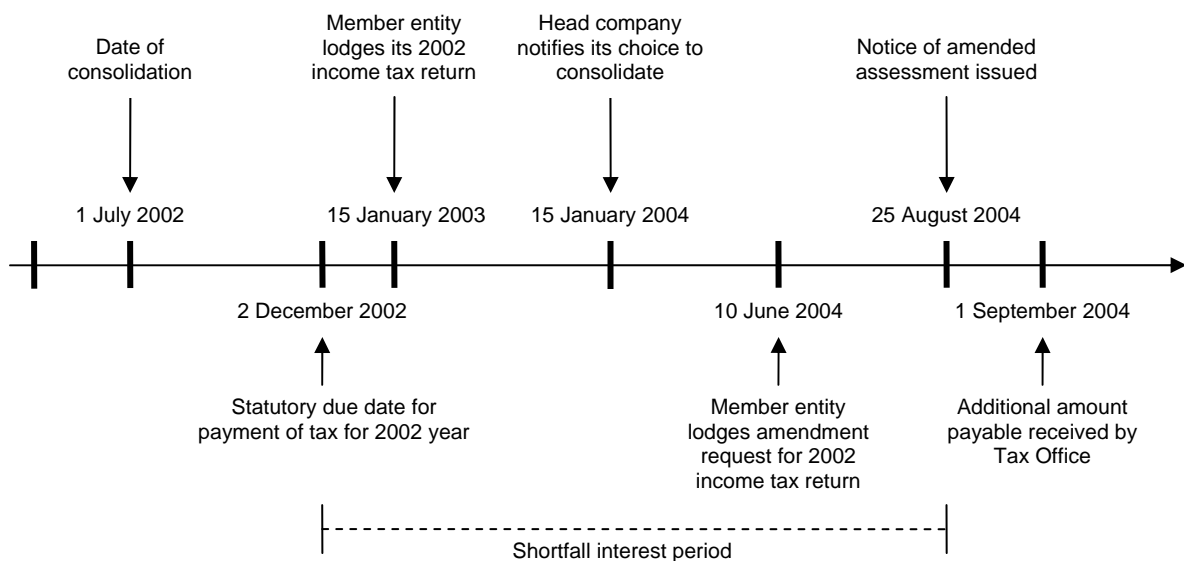 Date of
consolidation
Member entity
lodges its 2002
income tax return
Head company
notifies its choice to
consolidate
Notice of amended
assessment issued
1 July 2002
15 January 2003
15 January 2004
25 August 2004
2 December 2002
10 June 2004
1 September 2004
Statutory due date for
payment of tax for 2002 year
Member entity
lodges amendment
request for 2002
income tax return
Additional amount
payable received by
Tax Office
Shortfall interest period